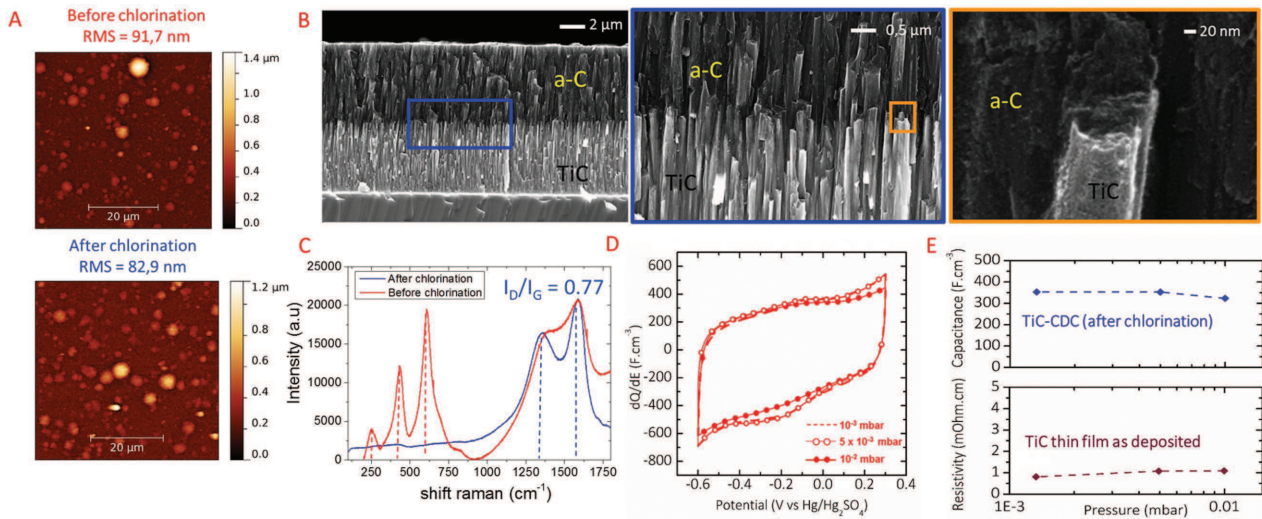 A
Before chlorination
RMS = 91,7 nm
1.4 µm
1.2
1.0
0.8
0.6
0.4
0.2
0.0
20 µm
After chlorination
RMS = 82,9 nm
1.2 µm
1.0
0.8
0.6
0.4
0.2
0.0
20 µm
B
2 µm
a-C
TiC
0,5 µm
a-C
TiC
20 nm
a-C
TiC
C
25000
20000
15000
10000
5000
0
Intensity (a.u)
After chlorination
Before chlorination
I_D/I_G = 0.77
250 500 750 1000 1250 1500 1750
shift raman (cm⁻¹)
D
600
400
200
0
-200
-400
-600
-800
dQ/dE (F.cm⁻³)
10⁻³ mbar
5 x 10⁻³ mbar
10⁻² mbar
-0.6 -0.4 -0.2 0.0 0.2 0.4
Potential (V vs Hg/Hg₂SO₄)
E
500
400
300
200
100
0
Capacitance (F.cm⁻³)
TiC-CDC (after chlorination)
5
4
3
2
1
0
Resistivity (mOhm.cm)
TiC thin film as deposited
1E-3 0.01
Pressure (mbar)